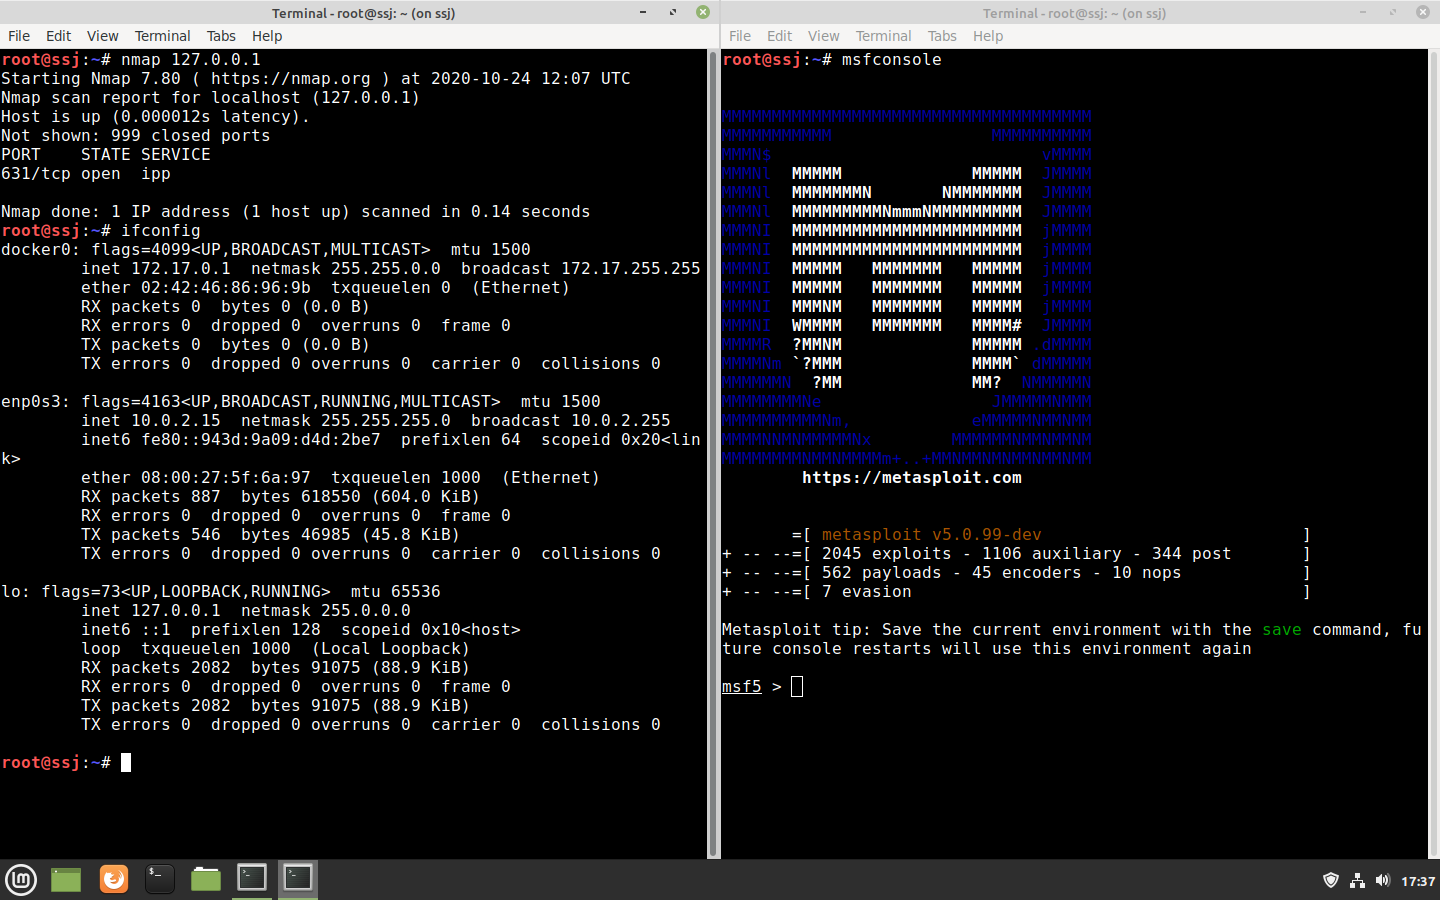 Terminal - root@ssj: ~ (on ssj)
File Edit View Terminal Tabs Help
root@ssj:~# nmap 127.0.0.1
Starting Nmap 7.80 ( https://nmap.org ) at 2020-10-24 12:07 UTC
Nmap scan report for localhost (127.0.0.1)
Host is up (0.000012s latency).
Not shown: 999 closed ports
PORT    STATE SERVICE
631/tcp open  ipp
Nmap done: 1 IP address (1 host up) scanned in 0.14 seconds
root@ssj:~# ifconfig
docker0: flags=4099<UP,BROADCAST,MULTICAST>  mtu 1500
        inet 172.17.0.1  netmask 255.255.0.0  broadcast 172.17.255.255
        ether 02:42:46:86:96:9b  txqueuelen 0  (Ethernet)
        RX packets 0  bytes 0 (0.0 B)
        RX errors 0  dropped 0  overruns 0  frame 0
        TX packets 0  bytes 0 (0.0 B)
        TX errors 0  dropped 0 overruns 0  carrier 0  collisions 0
enp0s3: flags=4163<UP,BROADCAST,RUNNING,MULTICAST>  mtu 1500
        inet 10.0.2.15  netmask 255.255.255.0  broadcast 10.0.2.255
        inet6 fe80::943d:9a09:d4d:2be7  prefixlen 64  scopeid 0x20<lin
k>
        ether 08:00:27:5f:6a:97  txqueuelen 1000  (Ethernet)
        RX packets 887  bytes 618550 (604.0 KiB)
        RX errors 0  dropped 0  overruns 0  frame 0
        TX packets 546  bytes 46985 (45.8 KiB)
        TX errors 0  dropped 0 overruns 0  carrier 0  collisions 0
lo: flags=73<UP,LOOPBACK,RUNNING>  mtu 65536
        inet 127.0.0.1  netmask 255.0.0.0
        inet6 ::1  prefixlen 128  scopeid 0x10<host>
        loop  txqueuelen 1000  (Local Loopback)
        RX packets 2082  bytes 91075 (88.9 KiB)
        RX errors 0  dropped 0  overruns 0  frame 0
        TX packets 2082  bytes 91075 (88.9 KiB)
        TX errors 0  dropped 0 overruns 0  carrier 0  collisions 0
root@ssj:~#
Terminal - root@ssj: ~ (on ssj)
File Edit View Terminal Tabs Help
root@ssj:~# msfconsole
MMMMMMMMMMMMMMMMMMMMMMMMMMMMMMMMMMMMM
MMMMMMMMMMM                MMMMMMMMMM
MMMN$                           vMMMM
MMMNl  MMMMM             MMMMM  JMMMM
MMMNl  MMMMMMMN       NMMMMMMM  JMMMM
MMMNl  MMMMMMMMMNmmmNMMMMMMMMM  JMMMM
MMMNI  MMMMMMMMMMMMMMMMMMMMMMM  jMMMM
MMMNI  MMMMMMMMMMMMMMMMMMMMMMM  jMMMM
MMMNI  MMMMM   MMMMMMM   MMMMM  jMMMM
MMMNI  MMMMM   MMMMMMM   MMMMM  jMMMM
MMMNI  MMMNM   MMMMMMM   MMMMM  jMMMM
MMMNI  WMMMM   MMMMMMM   MMMM#  JMMMM
MMMMR  ?MMNM             MMMMM .dMMMM
MMMMNm `?MMM             MMMM` dMMMMM
MMMMMMN  ?MM             MM?  NMMMMMN
MMMMMMMMNe                 JMMMMMNMMM
MMMMMMMMMMNm,            eMMMMMNMMNMM
MMMMNNMNMMMMMNx        MMMMMMNMMNMMNM
MMMMMMMMNMMNMMMMm+..+MMNMMNMNMMNMMNMM
        https://metasploit.com
       =[ metasploit v5.0.99-dev                          ]
+ -- --=[ 2045 exploits - 1106 auxiliary - 344 post       ]
+ -- --=[ 562 payloads - 45 encoders - 10 nops            ]
+ -- --=[ 7 evasion                                       ]
Metasploit tip: Save the current environment with the save command, fu
ture console restarts will use this environment again
msf5 >
17:37